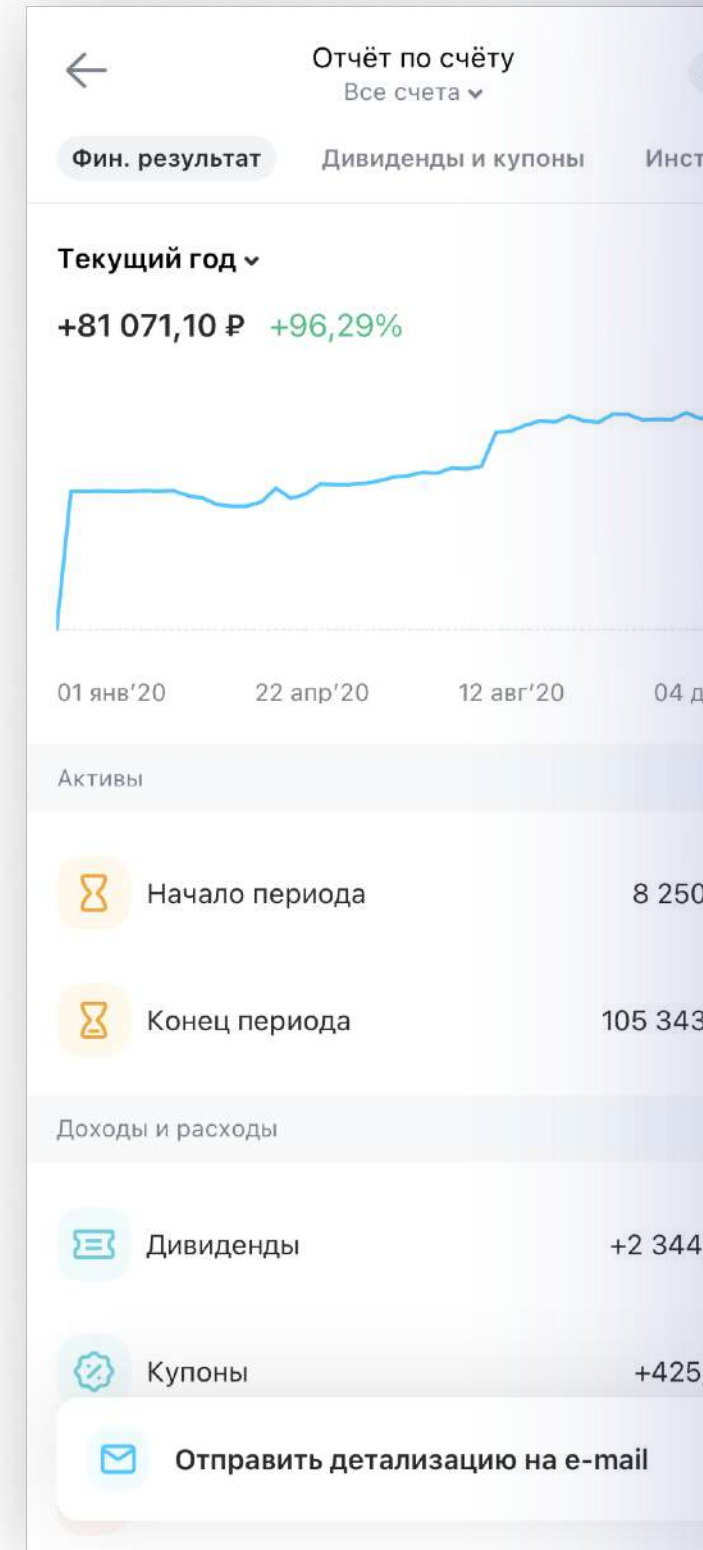 Отчёт по счёту
Все счета
Фин. результат Дивиденды и купоны Инст
Текущий год
+81 071,10 ₽ +96,29%
01 янв'20 22 апр'20 12 авг'20 04 д
Активы
Начало периода 8 250
Конец периода 105 343
Доходы и расходы
Дивиденды +2 344
Купоны +425,
Отправить детализацию на e-mail